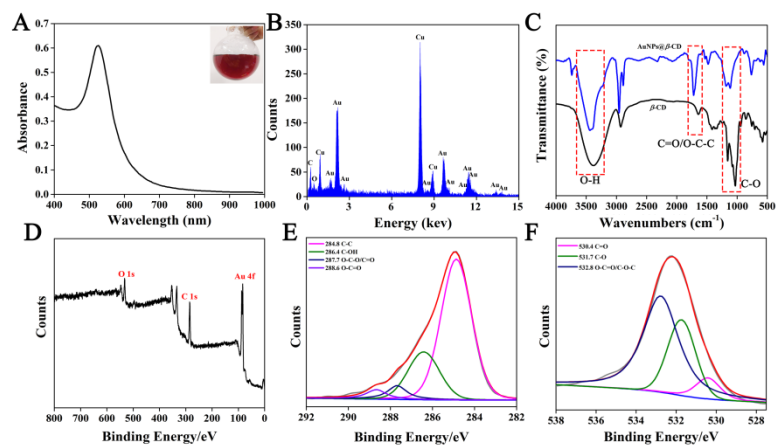 A
Absorbance
0.7
0.6
0.5
0.4
0.3
0.2
0.1
0.0
400 500 600 700 800 900 1000
Wavelength (nm)
B
Counts
350
300
250
200
150
100
50
0
C
O
Cu
Au
Au
Au
Cu
Au
Cu
Au
Au
Au
Au
Au
0 3 6 9 12 15
Energy (kev)
C
Transmittance (%)
AuNPs@β-CD
β-CD
C=O/O-C-C
O-H
C-O
4000 3500 3000 2500 2000 1500 1000 500
Wavenumbers (cm-1)
D
Counts
O 1s
C 1s
Au 4f
800 700 600 500 400 300 200 100 0
Binding Energy/eV
E
Counts
284.8 C-C
286.4 C-OH
287.7 O-C-O/C=O
288.6 O-C=O
292 290 288 286 284 282
Binding Energy/eV
F
Counts
530.4 C=O
531.7 C-O
532.8 O-C=O/C-O-C
538 536 534 532 530 528
Binding Energy/eV